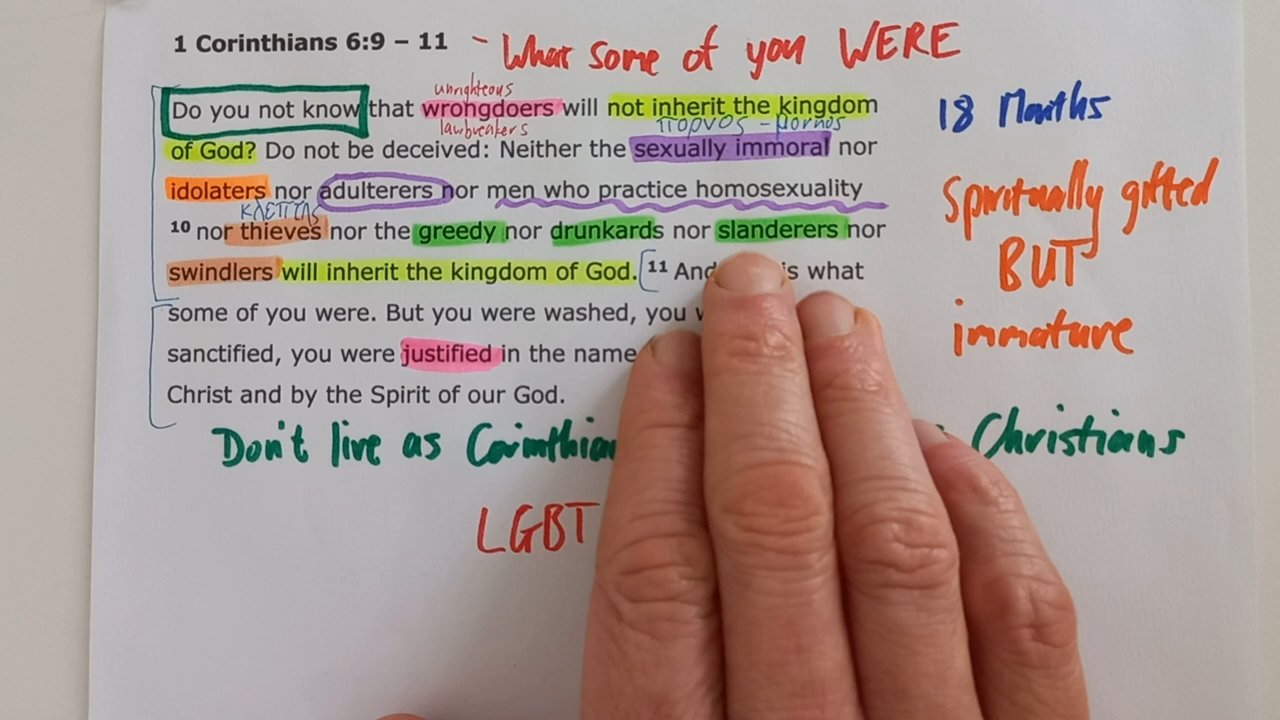 1 Corinthians 6:9 – 11 - What some of you WERE
unrighteous
Do you not know that wrongdoers will not inherit the kingdom
18 Months
lawbreakers
πορνος - pornos
of God? Do not be deceived: Neither the sexually immoral nor
idolaters nor adulterers nor men who practice homosexuality
Spiritually gifted
κλεπτης
10 nor thieves nor the greedy nor drunkards nor slanderers nor
BUT
swindlers will inherit the kingdom of God. 11 And is what
some of you were. But you were washed, you
immature
sanctified, you were justified in the name
Christ and by the Spirit of our God.
Don't live as Corinthian Christians
LGBT